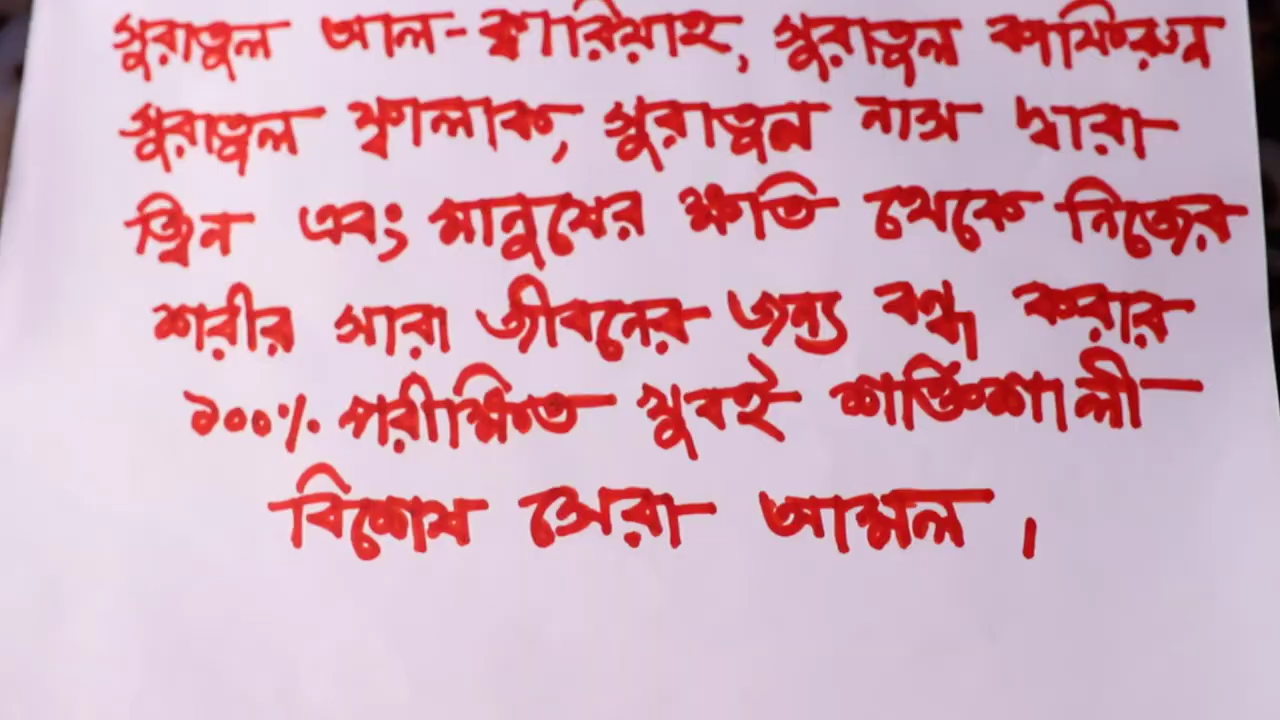 সুরাতুল আল-ক্বারিয়াহ, সুরাতুল কাফিরুন
সুরাতুল ফালাক, সুরাতুল নাস দ্বারা
জ্বিন এবং মানুষের ক্ষতি থেকে নিজের
শরীর সারা জীবনের জন্য বন্ধ করার
১০০% পরীক্ষিত খুবই শক্তিশালী
বিশেষ সেরা আমল ।